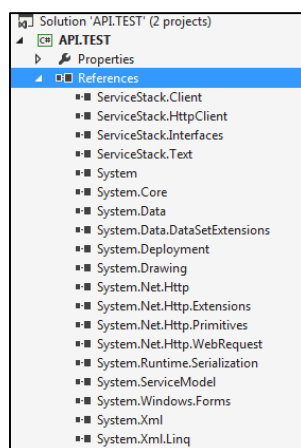 Solution 'API.TEST' (2 projects)
C# API.TEST
Properties
References
ServiceStack.Client
ServiceStack.HttpClient
ServiceStack.Interfaces
ServiceStack.Text
System
System.Core
System.Data
System.Data.DataSetExtensions
System.Deployment
System.Drawing
System.Net.Http
System.Net.Http.Extensions
System.Net.Http.Primitives
System.Net.Http.WebRequest
System.Runtime.Serialization
System.ServiceModel
System.Windows.Forms
System.Xml
System.Xml.Linq